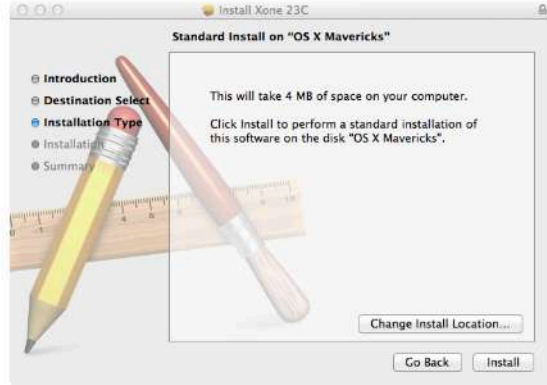 Install Xone 23C
Standard Install on "OS X Mavericks"
Introduction
Destination Select
Installation Type
Installation
Summary
This will take 4 MB of space on your computer.
Click Install to perform a standard installation of
this software on the disk "OS X Mavericks".
Change Install Location...
Go Back
Install